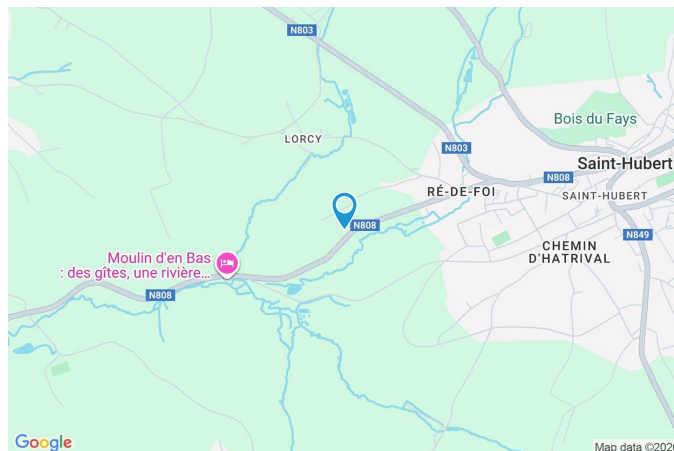 N803
Bois du Fays
LORCY
N803
Saint-Hubert
N808
RÉ-DE-FOI
SAINT-HUBERT
N808
N849
Moulin d'en Bas
: des gîtes, une rivière...
CHEMIN
D'HATRIVAL
N808
Google
Map data ©2026